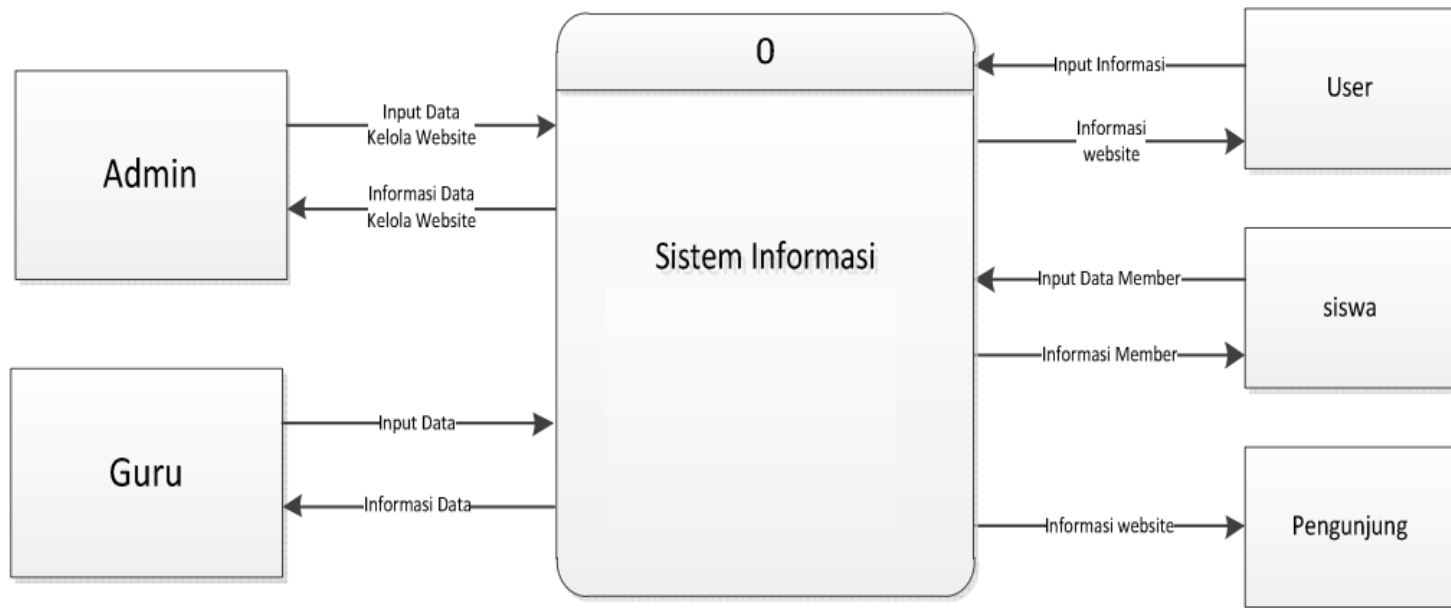 0
Sistem Informasi
Admin
Input Data
Kelola Website
Informasi Data
Kelola Website
Guru
Input Data
Informasi Data
User
Input Informasi
Informasi
website
siswa
Input Data Member
Informasi Member
Pengunjung
Informasi website